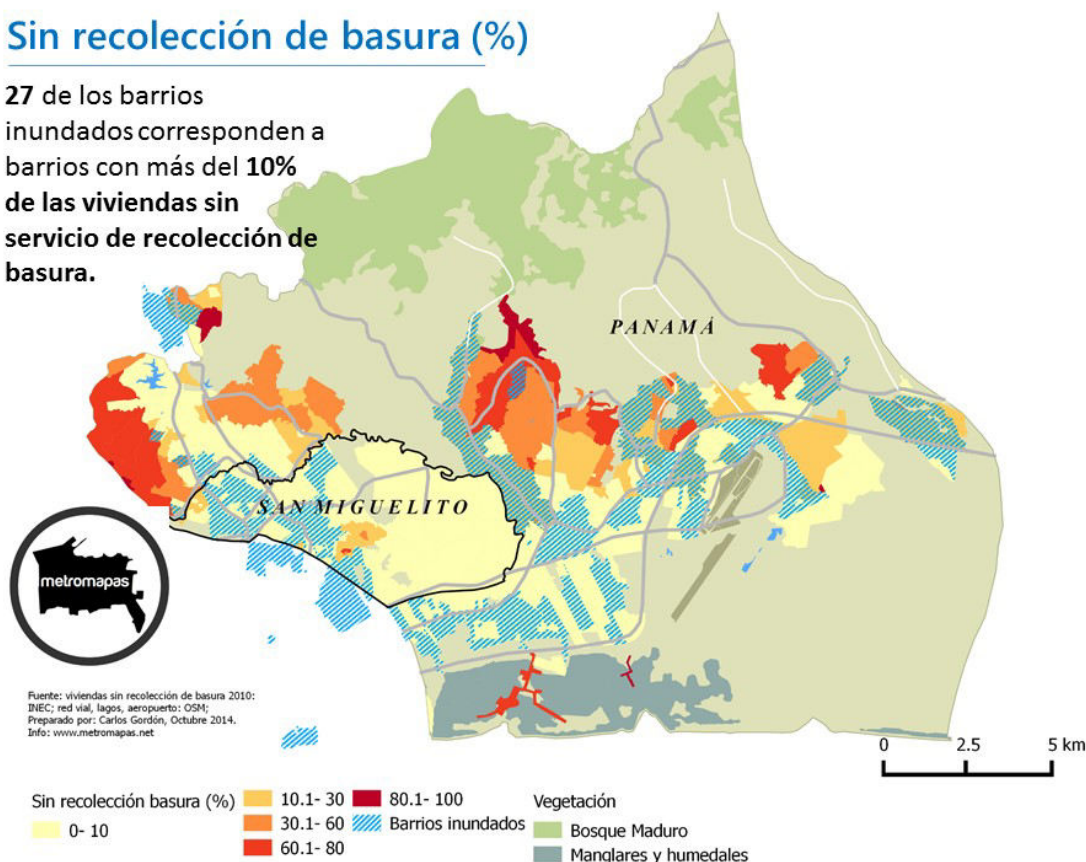 Sin recolección de basura (%)
27 de los barrios
inundados corresponden a
barrios con más del 10%
de las viviendas sin
servicio de recolección de
basura.
PANAMÁ
SAN MIGUELITO
metromapas
Fuente: viviendas sin recolección de basura 2010:
INEC; red vial, lagos, aeropuerto: OSM;
Preparado por: Carlos Gordón, Octubre 2014.
Info: www.metromapas.net
0 2.5 5 km
Sin recolección basura (%)
0- 10
10.1- 30
30.1- 60
60.1- 80
80.1- 100
Barrios inundados
Vegetación
Bosque Maduro
Manglares y humedales